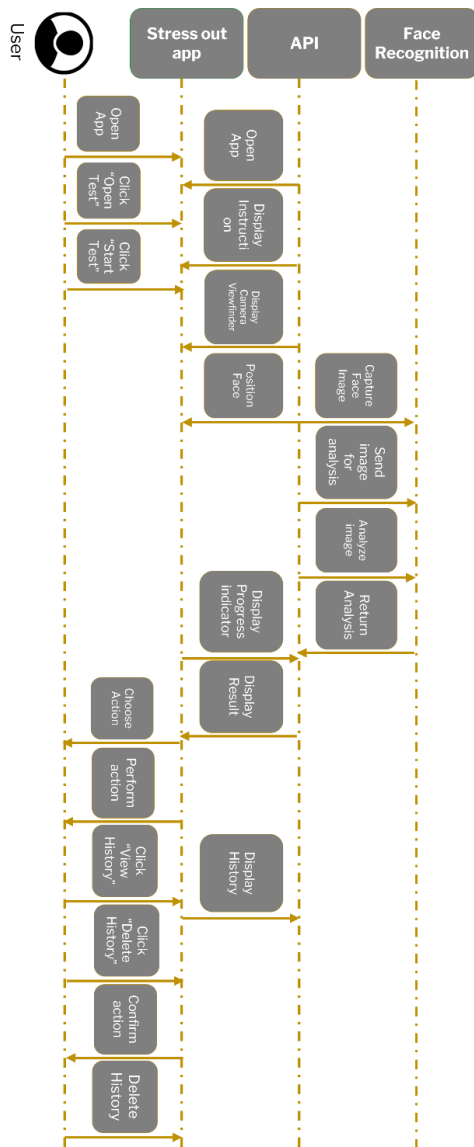 User
Stress out
app
API
Face
Recognition
Open
App
Click
“Open
Test”
Click
“Start
Test”
Open
App
Display
Instructi
on
Display
Camera
Viewfinder
Position
Face
Capture
Face
Image
Send
image
for
analysis
Analyze
image
Return
Analysis
Display
Progress
indicator
Display
Result
Choose
Action
Perform
action
Click
“View
History”
Display
History
Click
“Delete
History”
Confirm
action
Delete
History